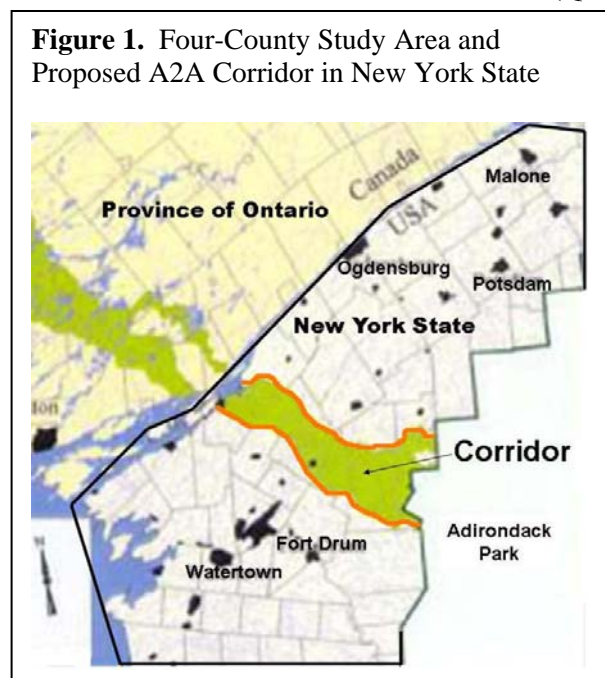 Figure 1. Four-County Study Area and
Proposed A2A Corridor in New York State
Canada
USA
Malone
Province of Ontario
Ogdensburg
Potsdam
New York State
Corridor
Fort Drum
Adirondack
Park
Watertown